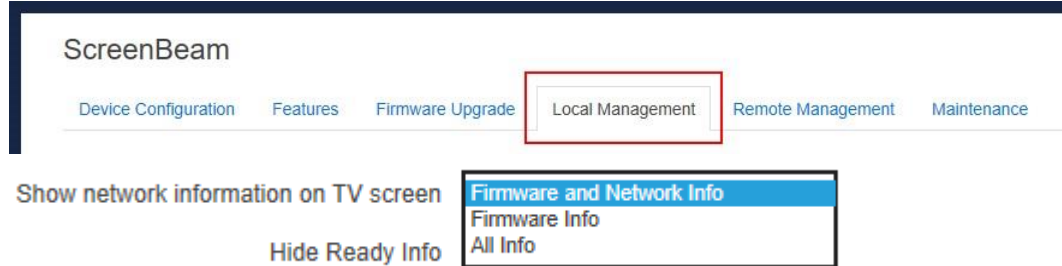 ScreenBeam
Device Configuration Features Firmware Upgrade Local Management Remote Management Maintenance
Show network information on TV screen Firmware and Network Info
Firmware Info
Hide Ready Info All Info